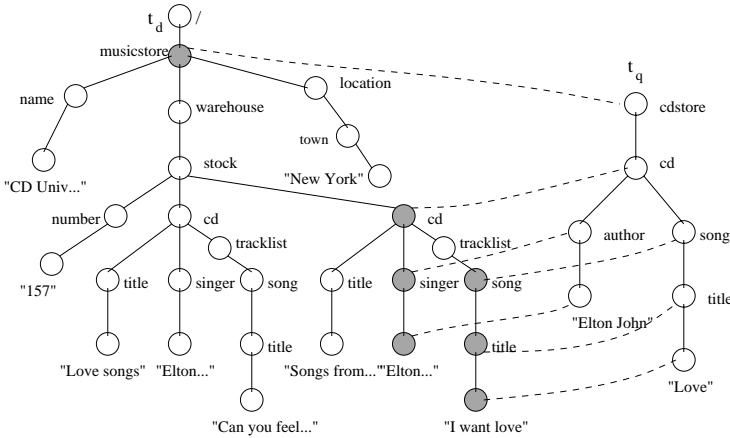 t_d /
musicstore
location
t_q
name
warehouse
cdstore
town
stock
cd
"CD Univ..."
"New York"
number
cd
cd
tracklist
tracklist
author
song
"157"
title
singer
song
title
singer
song
title
"Elton John"
title
title
"Love songs"
"Elton..."
"Songs from..."
"Elton..."
"Love"
"Can you feel..."
"I want love"